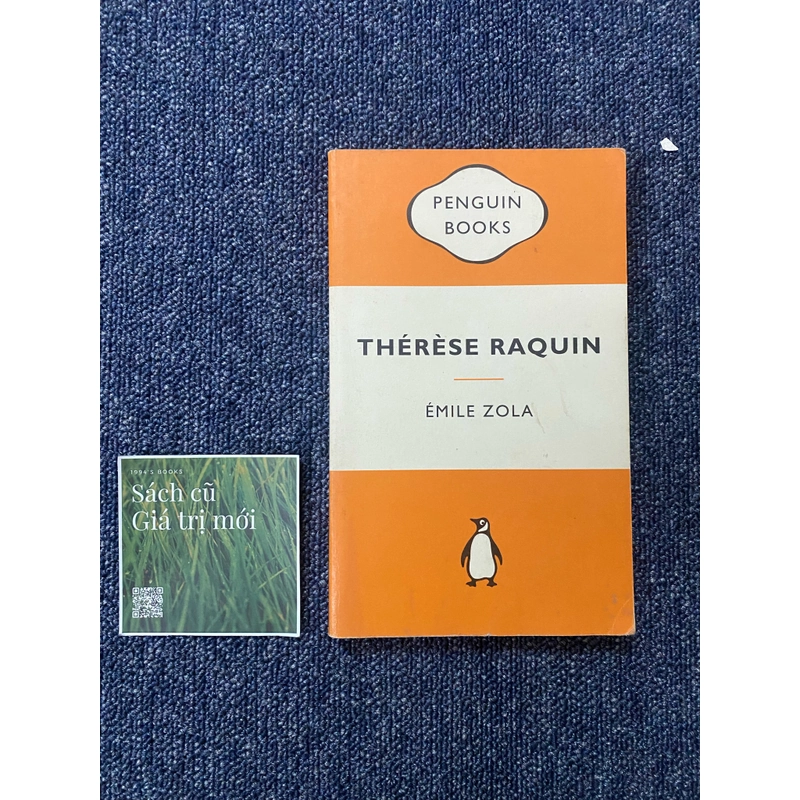 PENGUIN
BOOKS
THÉRÈSE RAQUIN
ÉMILE ZOLA
1994'S BOOKS
Sách cũ
Giá trị mới